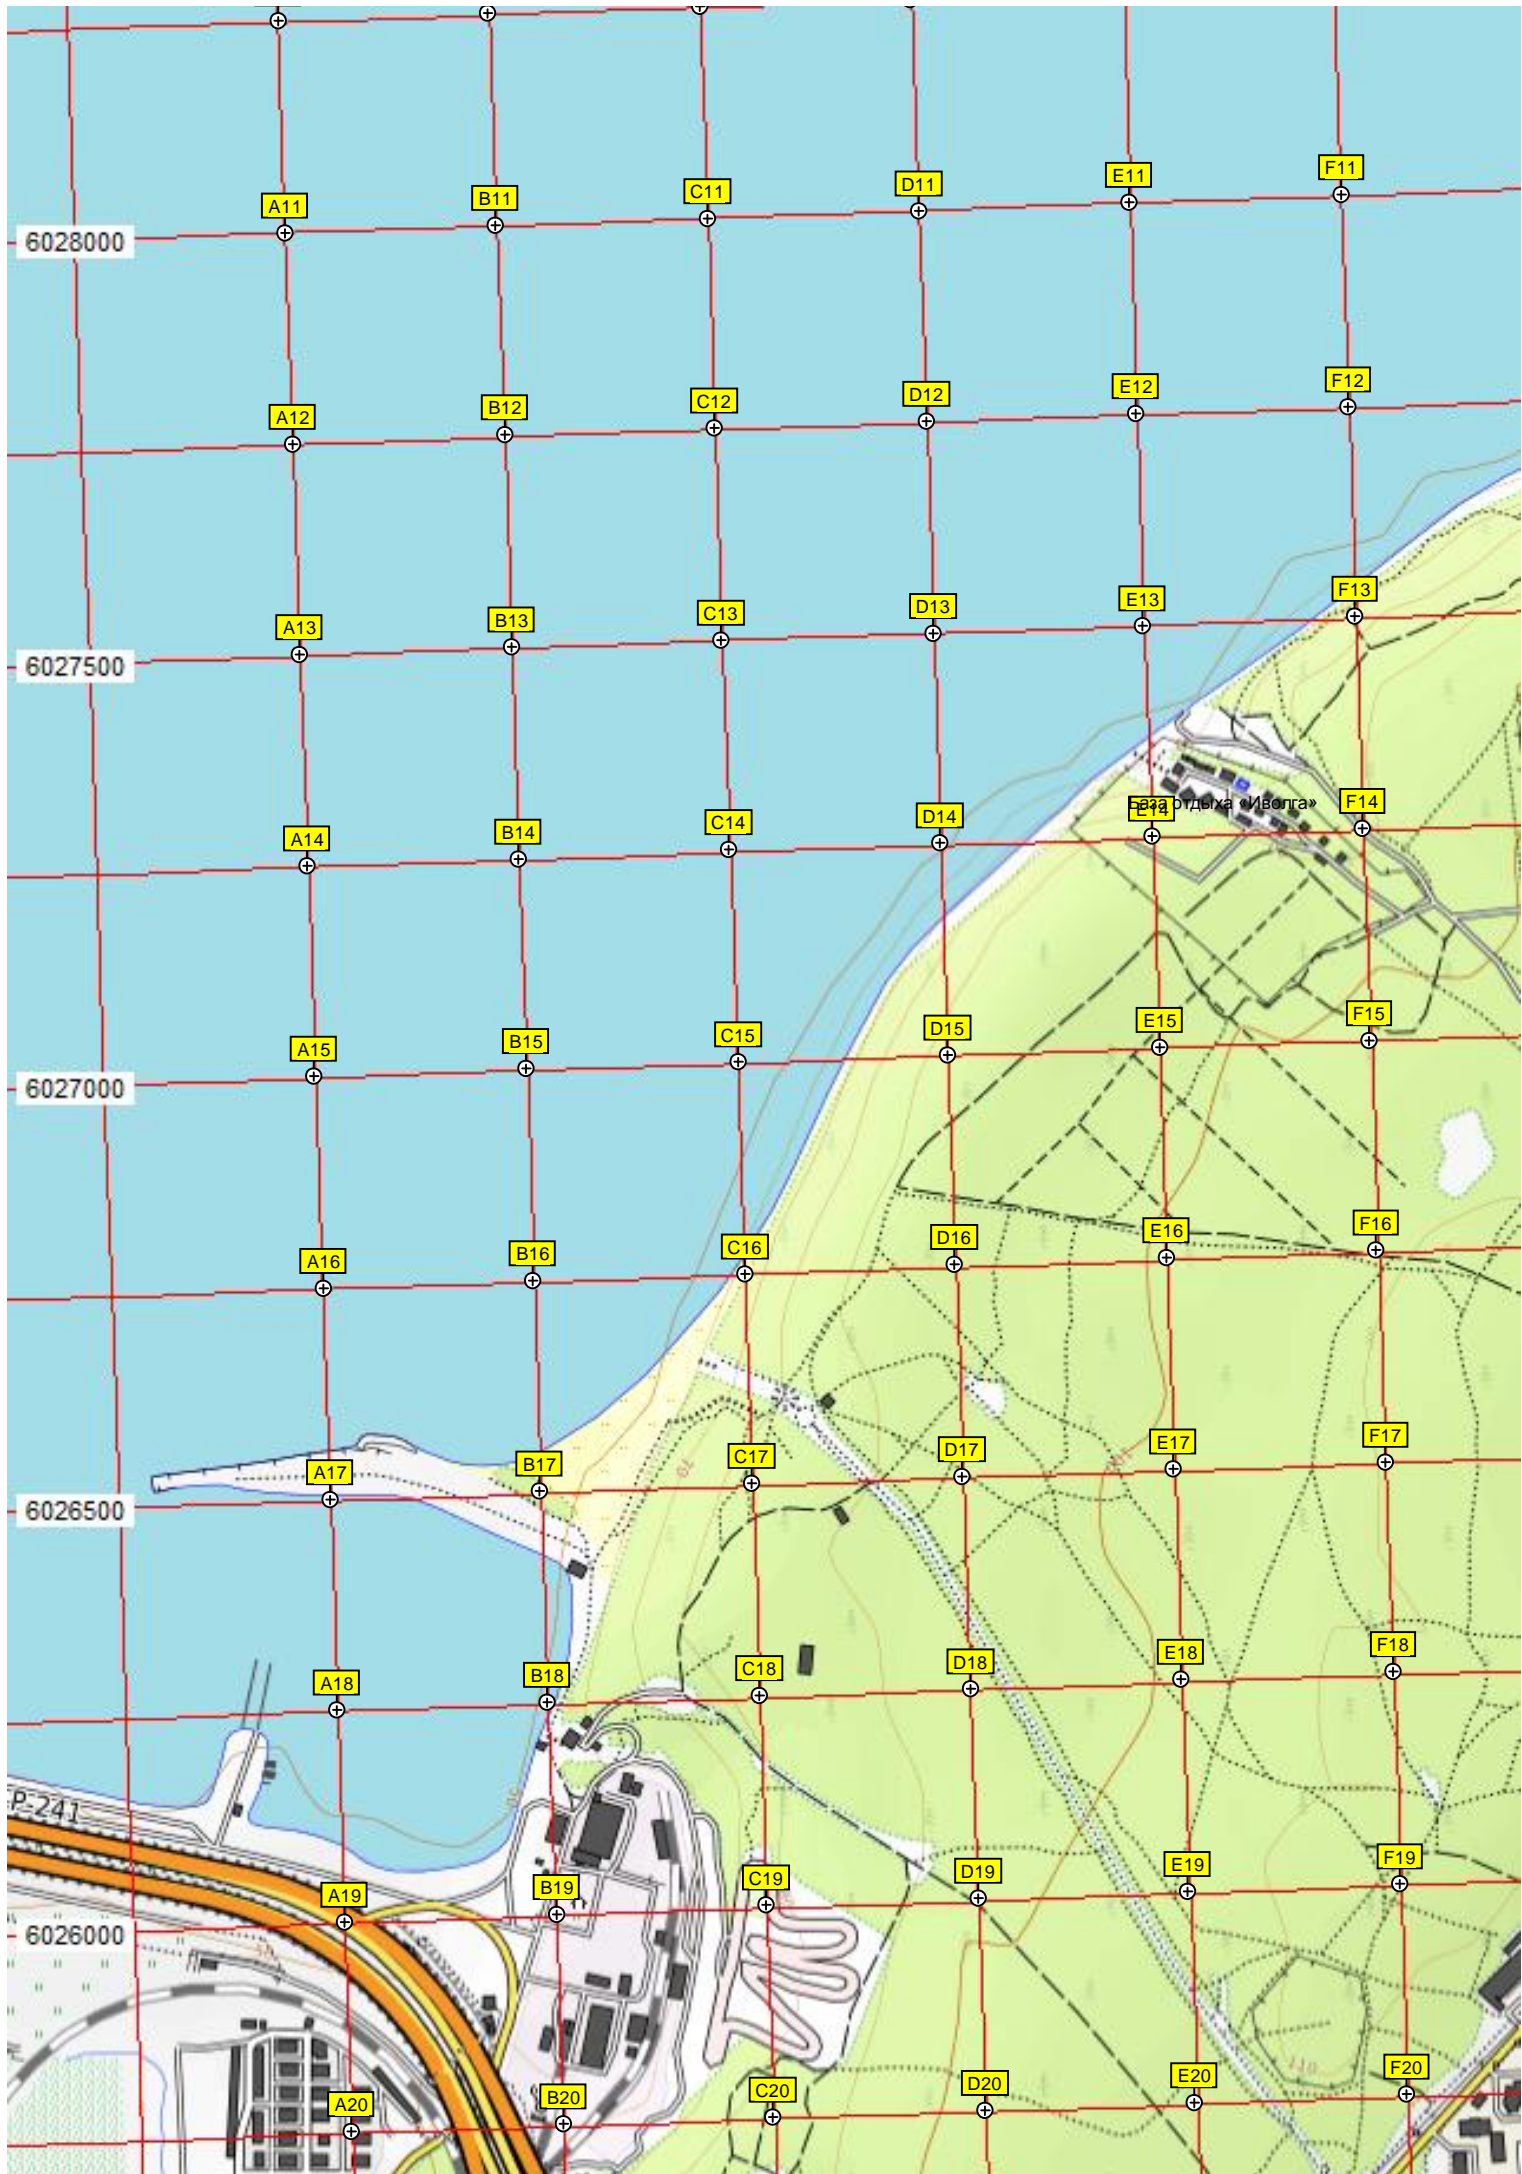 A11 B11 C11 D11 E11 F11
6028000
A12 B12 C12 D12 E12 F12
A13 B13 C13 D13 E13 F13
6027500
База отдыха «Иволга»
A14 B14 C14 D14 E14 F14
A15 B15 C15 D15 E15 F15
6027000
A16 B16 C16 D16 E16 F16
A17 B17 C17 D17 E17 F17
6026500
A18 B18 C18 D18 E18 F18
Р-241
A19 B19 C19 D19 E19 F19
6026000
110
A20 B20 C20 D20 E20 F20